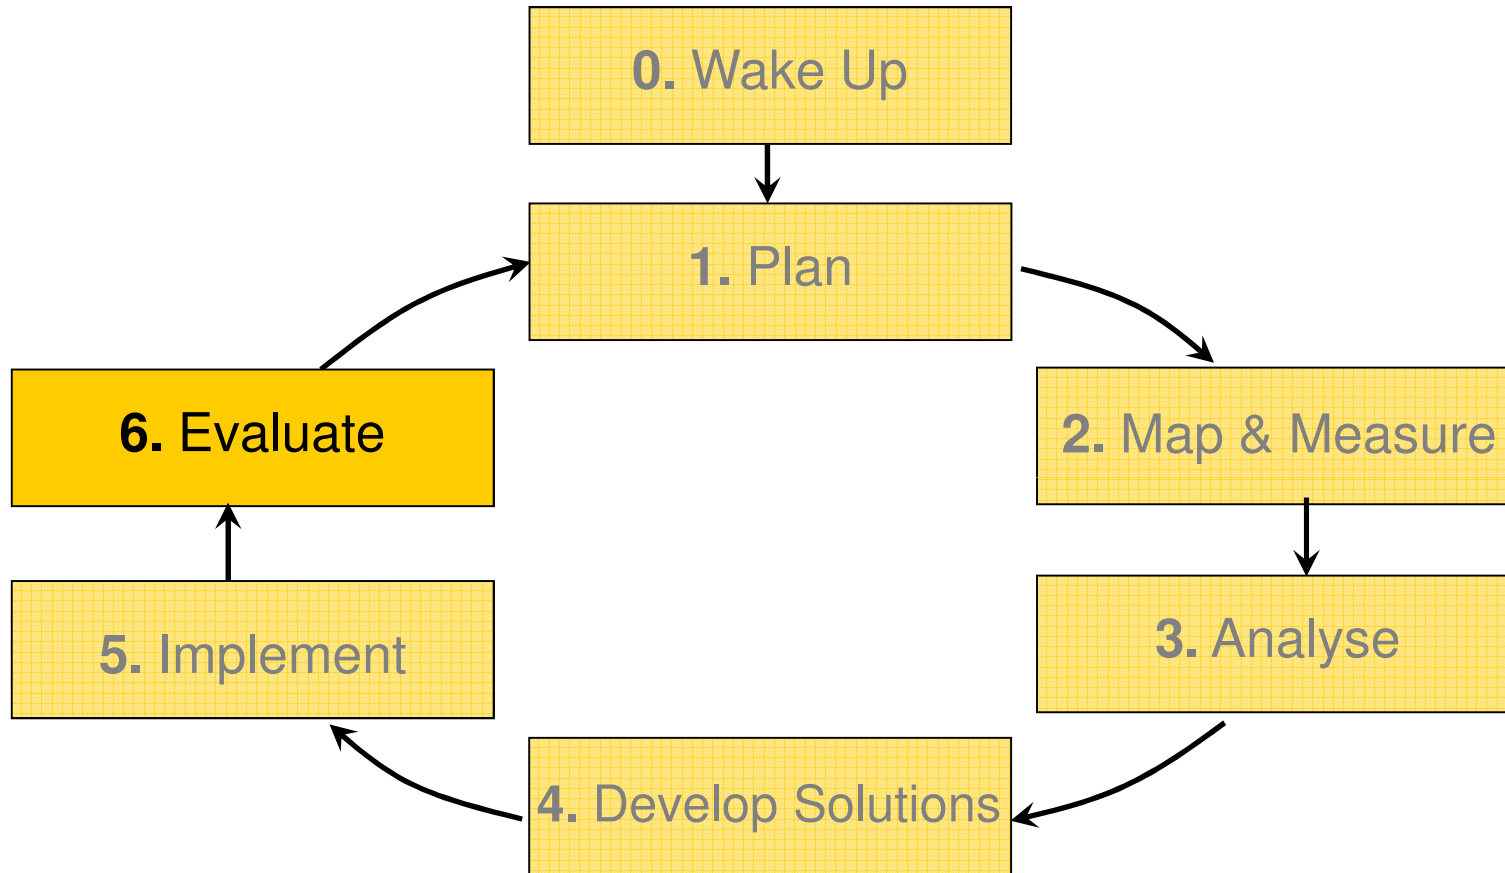 0. Wake Up
1. Plan
2. Map & Measure
3. Analyse
4. Develop Solutions
5. Implement
6. Evaluate